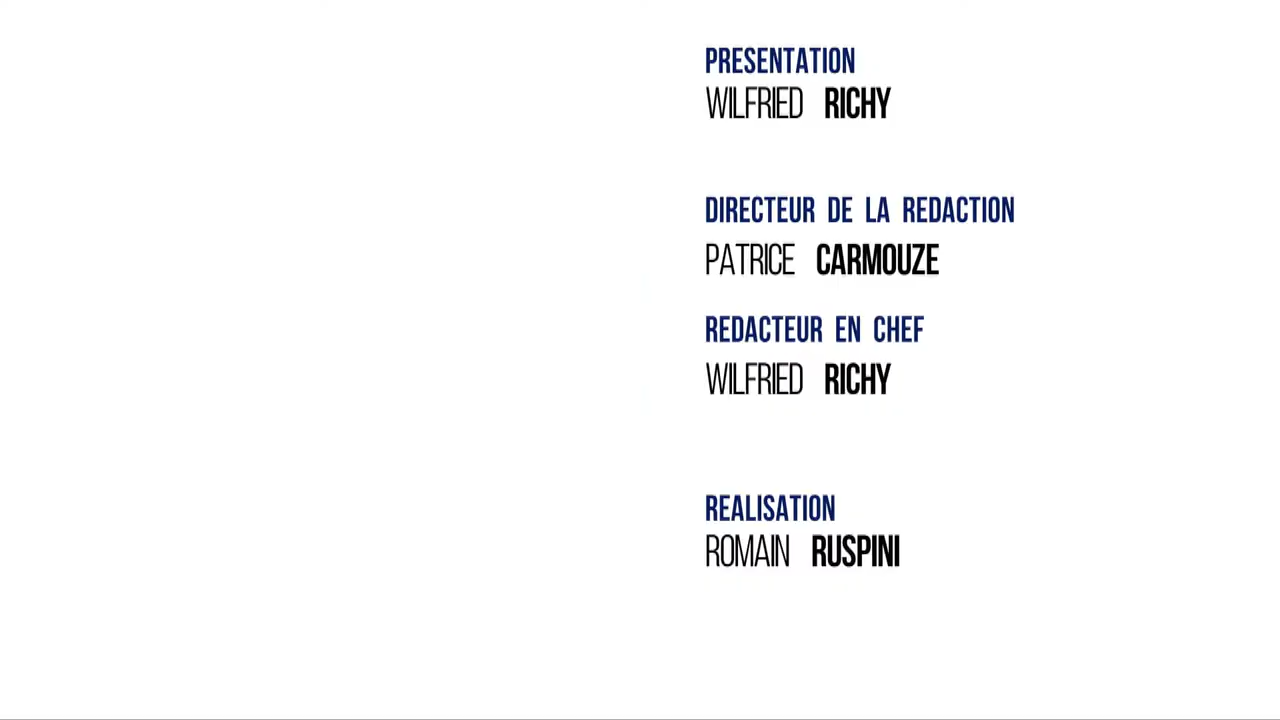 PRESENTATION
WILFRIED RICHY
DIRECTEUR DE LA REDACTION
PATRICE CARMOUZE
REDACTEUR EN CHEF
WILFRIED RICHY
REALISATION
ROMAIN RUSPINI